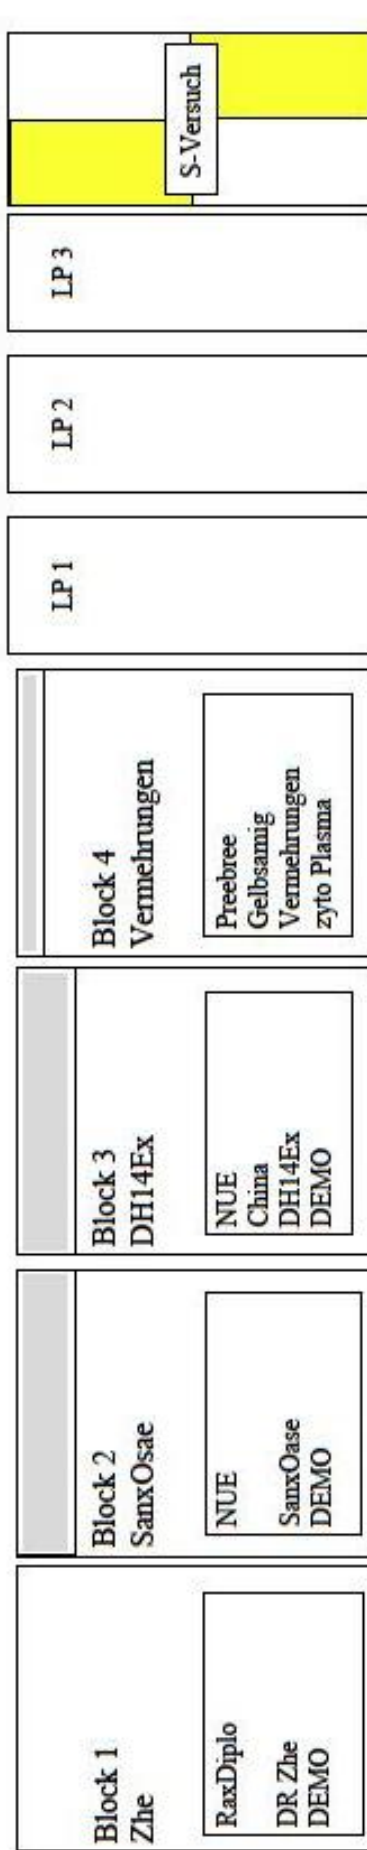 Block 1
Zhe
RaxDiplo
DR Zhe
DEMO
Block 2
SanxOsae
NUE
SanxOase
DEMO
Block 3
DH14Ex
NUE
China
DH14Ex
DEMO
Block 4
Vermehrungen
Preebree
Gelbsamig
Vermehrungen
zyto Plasma
LP 1
LP 2
LP 3
S-Versuch